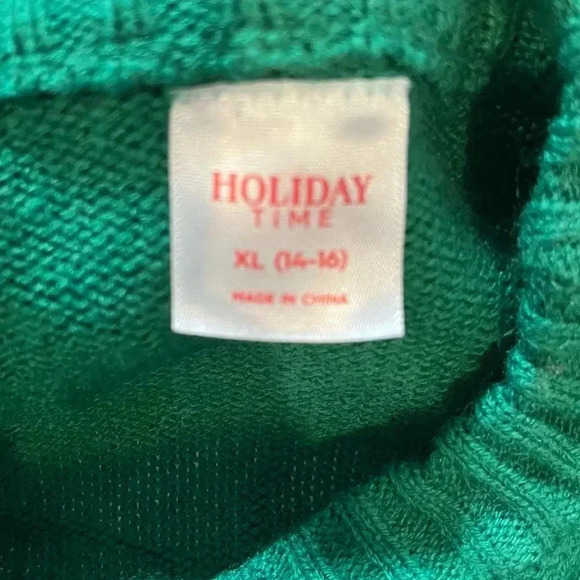 HOLIDAY
TIME
XL (14-16)
MADE IN CHINA